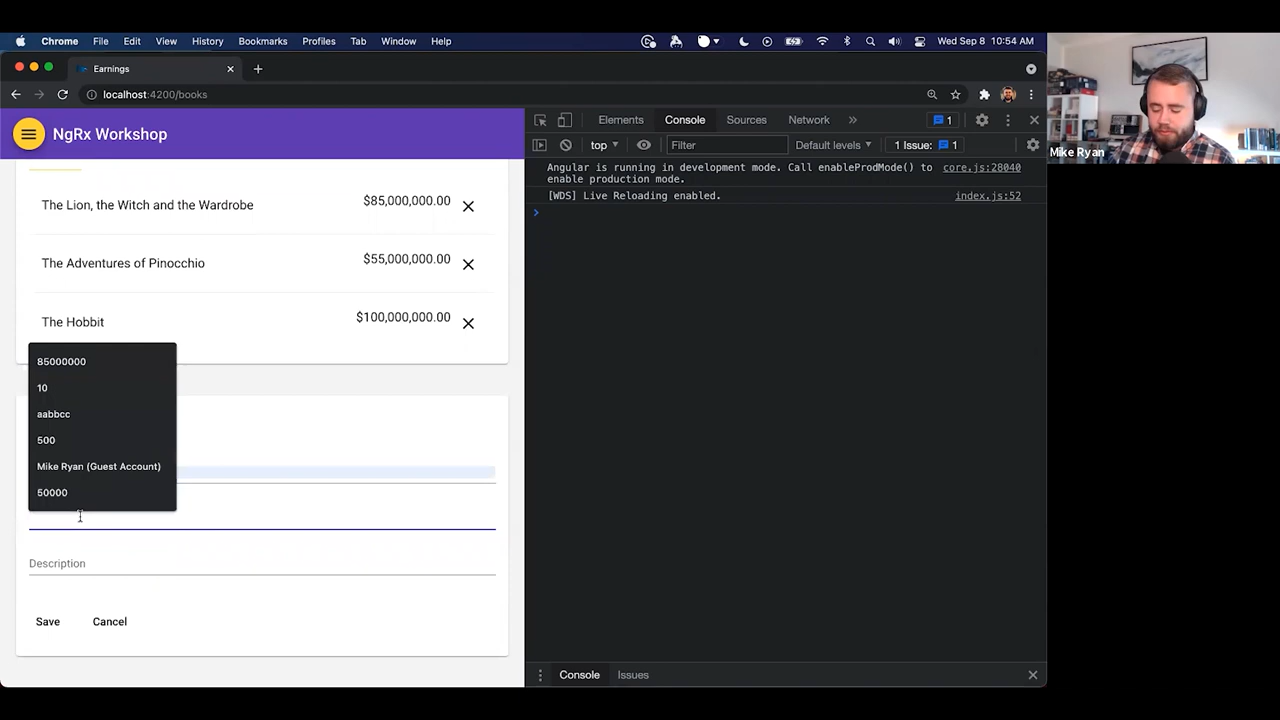 Chrome File Edit View History Bookmarks Profiles Tab Window Help Wed Sep 8 10:54 AM
Earnings
localhost:4200/books
NgRx Workshop
The Lion, the Witch and the Wardrobe $85,000,000.00
The Adventures of Pinocchio $55,000,000.00
The Hobbit $100,000,000.00
85000000
10
aabbcc
500
Mike Ryan (Guest Account)
50000
Description
Save Cancel
Elements Console Sources Network 1
top Filter Default levels 1 Issue: 1
Angular is running in development mode. Call enableProdMode() to core.js:28040
enable production mode.
[WDS] Live Reloading enabled. index.js:52
Console Issues
Mike Ryan